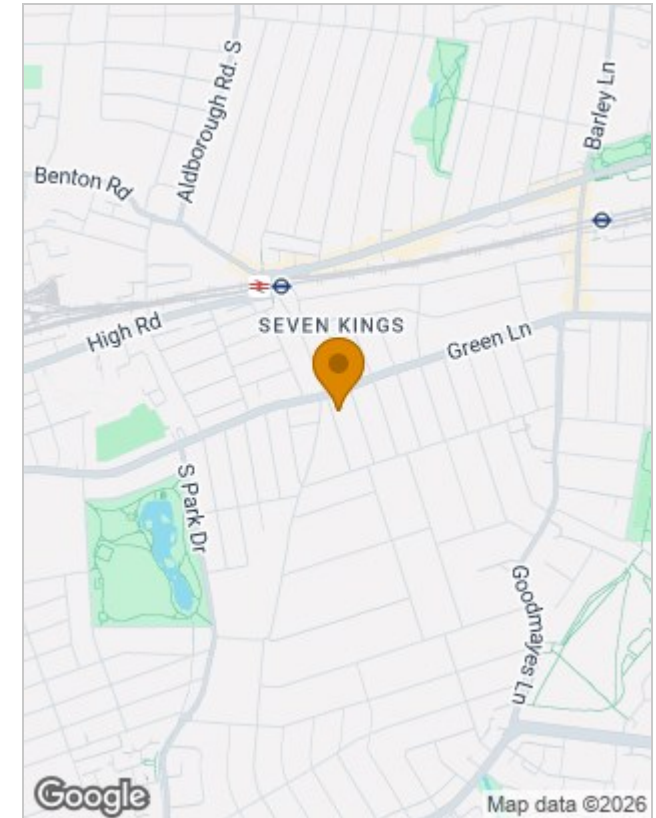 Aldborough Rd. S
Barley Ln
Benton Rd
High Rd
SEVEN KINGS
Green Ln
S Park Dr
Goodmayes Ln
Google
Map data ©2026